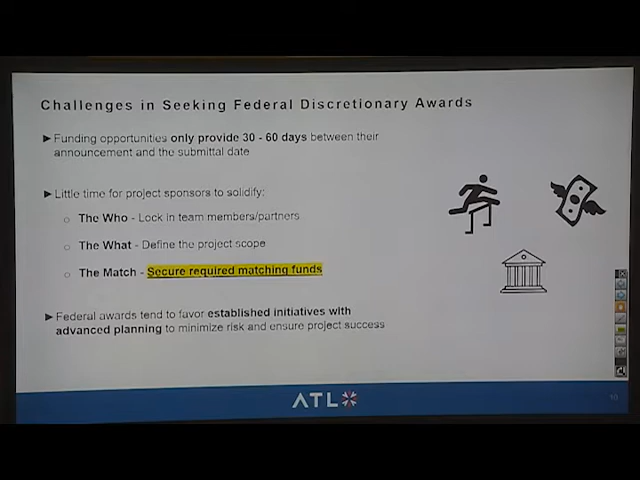 Challenges in Seeking Federal Discretionary Awards
► Funding opportunities only provide 30 - 60 days between their
announcement and the submittal date
► Little time for project sponsors to solidify:
○ The Who - Lock in team members/partners
○ The What - Define the project scope
○ The Match - Secure required matching funds
► Federal awards tend to favor established initiatives with
advanced planning to minimize risk and ensure project success
ATL